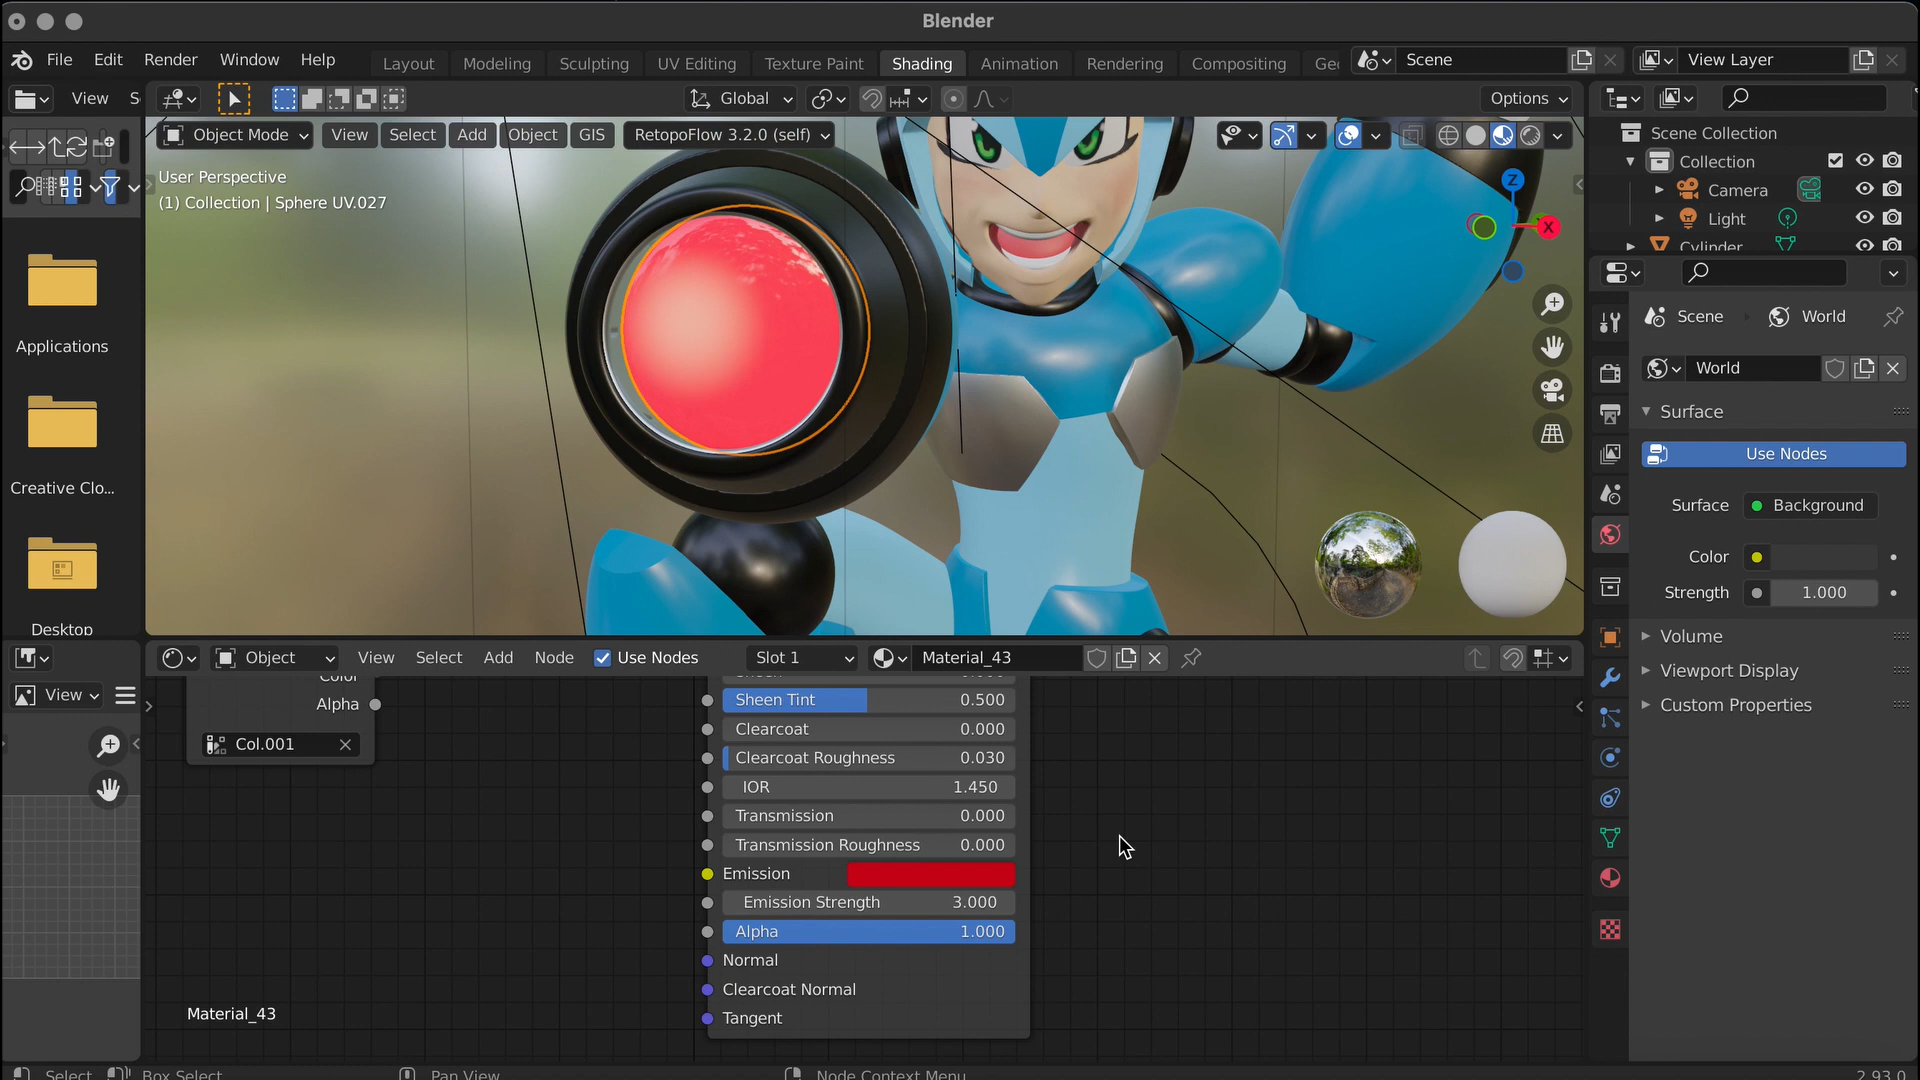 Blender
File Edit Render Window Help
Layout Modeling Sculpting UV Editing Texture Paint Shading Animation Rendering Compositing Ge
Scene View Layer
View S
Global
Options
Object Mode View Select Add Object GIS RetopoFlow 3.2.0 (self)
User Perspective
(1) Collection | Sphere UV.027
Z
X
Applications
Creative Clo...
Desktop
Scene Collection
Collection
Camera
Light
Cylinder
Scene World
World
Surface
Use Nodes
Surface Background
Color
Strength 1.000
Volume
Viewport Display
Custom Properties
View
Object View Select Add Node Use Nodes Slot 1 Material_43
Color
Alpha
Col.001
Sheen Tint 0.500
Clearcoat 0.000
Clearcoat Roughness 0.030
IOR 1.450
Transmission 0.000
Transmission Roughness 0.000
Emission
Emission Strength 3.000
Alpha 1.000
Normal
Clearcoat Normal
Tangent
Material_43
Select Box Select Pan View Node Context Menu 2.93.0